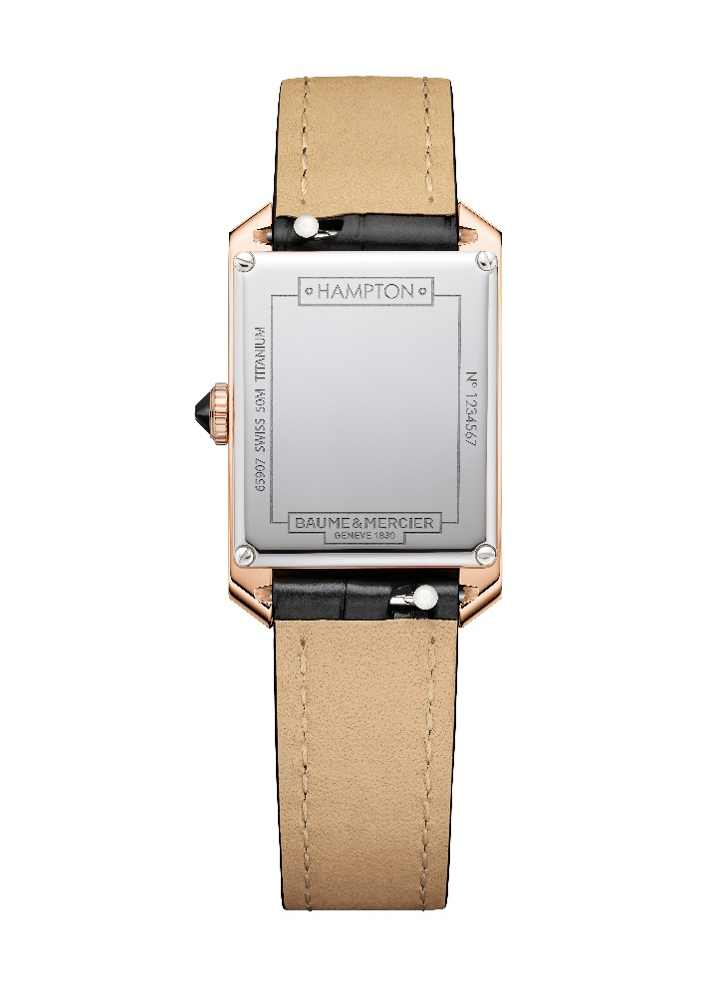 HAMPTON
65907 SWISS 50M TITANIUM
Nº 1234567
BAUME & MERCIER
GENEVE 1830